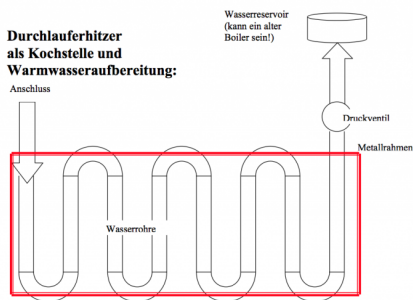 Wasserreservoir
(kann ein alter
Boiler sein!)
Durchlauferhitzer
als Kochstelle und
Warmwasseraufbereitung:
Anschluss
Druckventil
Metallrahmen
Wasserrohre